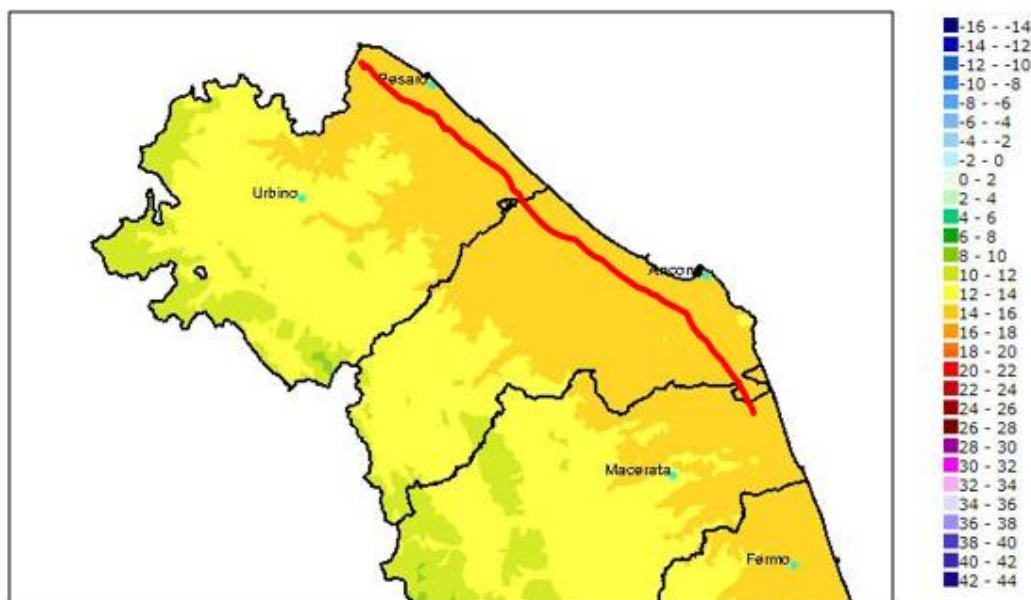 Pesaro
Urbino
Ancona
Macerata
Fermo
-16 - -14
-14 - -12
-12 - -10
-10 - -8
-8 - -6
-6 - -4
-4 - -2
-2 - 0
0 - 2
2 - 4
4 - 6
6 - 8
8 - 10
10 - 12
12 - 14
14 - 16
16 - 18
18 - 20
20 - 22
22 - 24
24 - 26
26 - 28
28 - 30
30 - 32
32 - 34
34 - 36
36 - 38
38 - 40
40 - 42
42 - 44